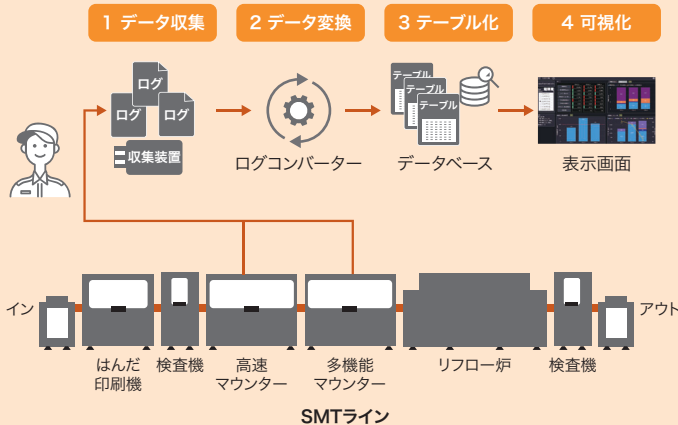 1 データ収集
2 データ変換
3 テーブル化
4 可視化
ログ
ログ
ログ
収集装置
ログコンバーター
テーブル
テーブル
テーブル
データベース
表示画面
イン
アウト
はんだ
印刷機
検査機
高速
マウンター
多機能
マウンター
リフロー炉
検査機
SMTライン